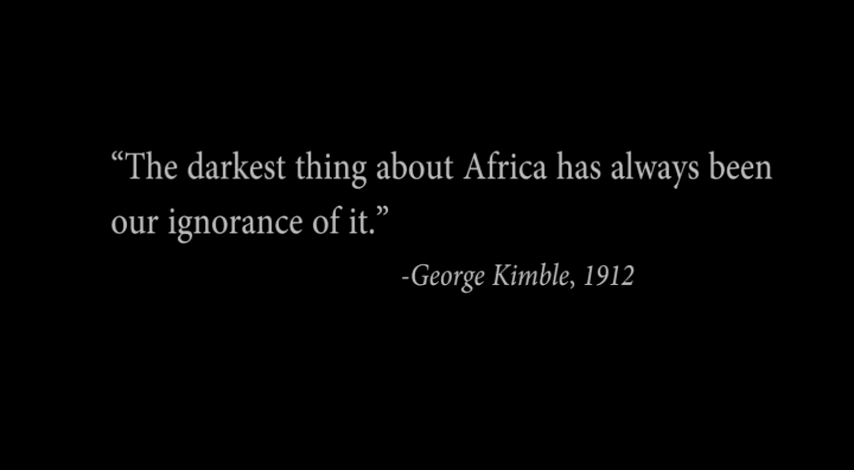 “The darkest thing about Africa has always been
our ignorance of it.”
-George Kimble, 1912